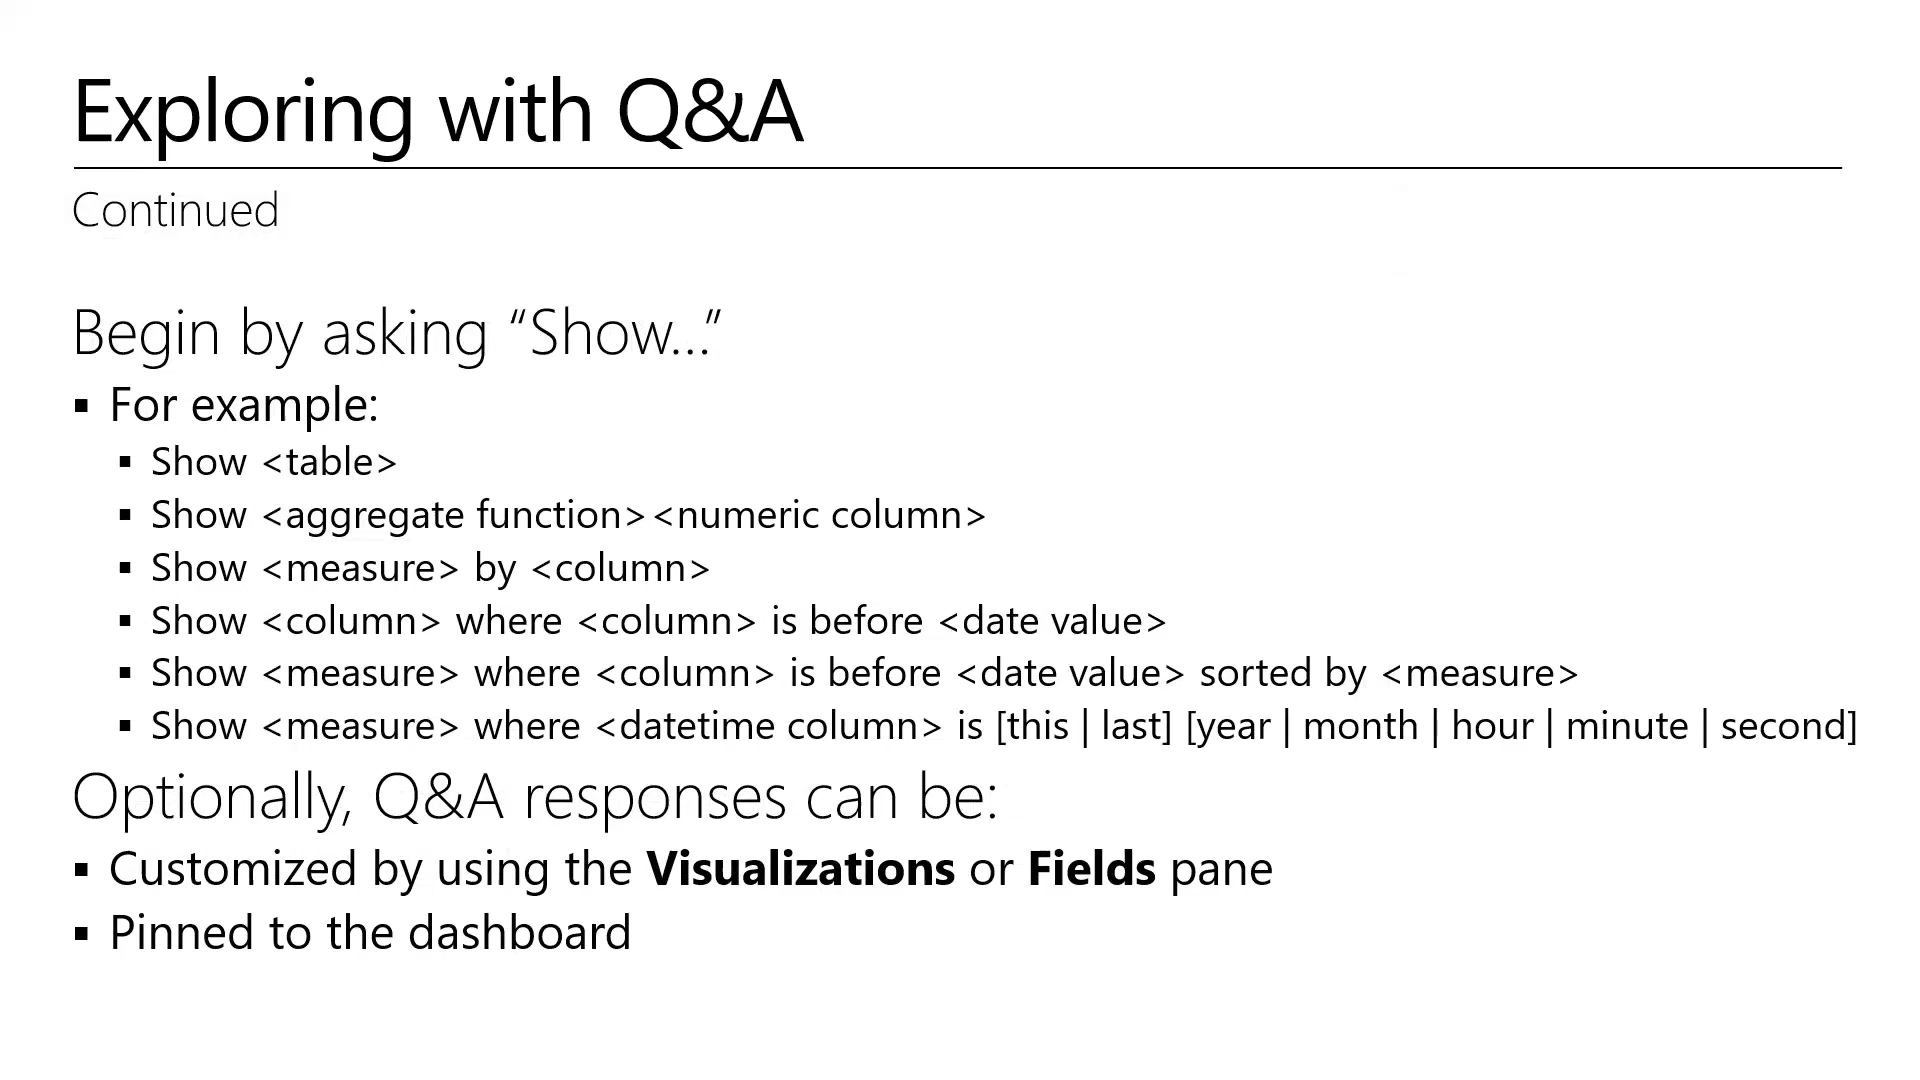 Exploring with Q&A
Continued
Begin by asking “Show...”
▪ For example:
▪ Show <table>
▪ Show <aggregate function><numeric column>
▪ Show <measure> by <column>
▪ Show <column> where <column> is before <date value>
▪ Show <measure> where <column> is before <date value> sorted by <measure>
▪ Show <measure> where <datetime column> is [this | last] [year | month | hour | minute | second]
Optionally, Q&A responses can be:
▪ Customized by using the Visualizations or Fields pane
▪ Pinned to the dashboard